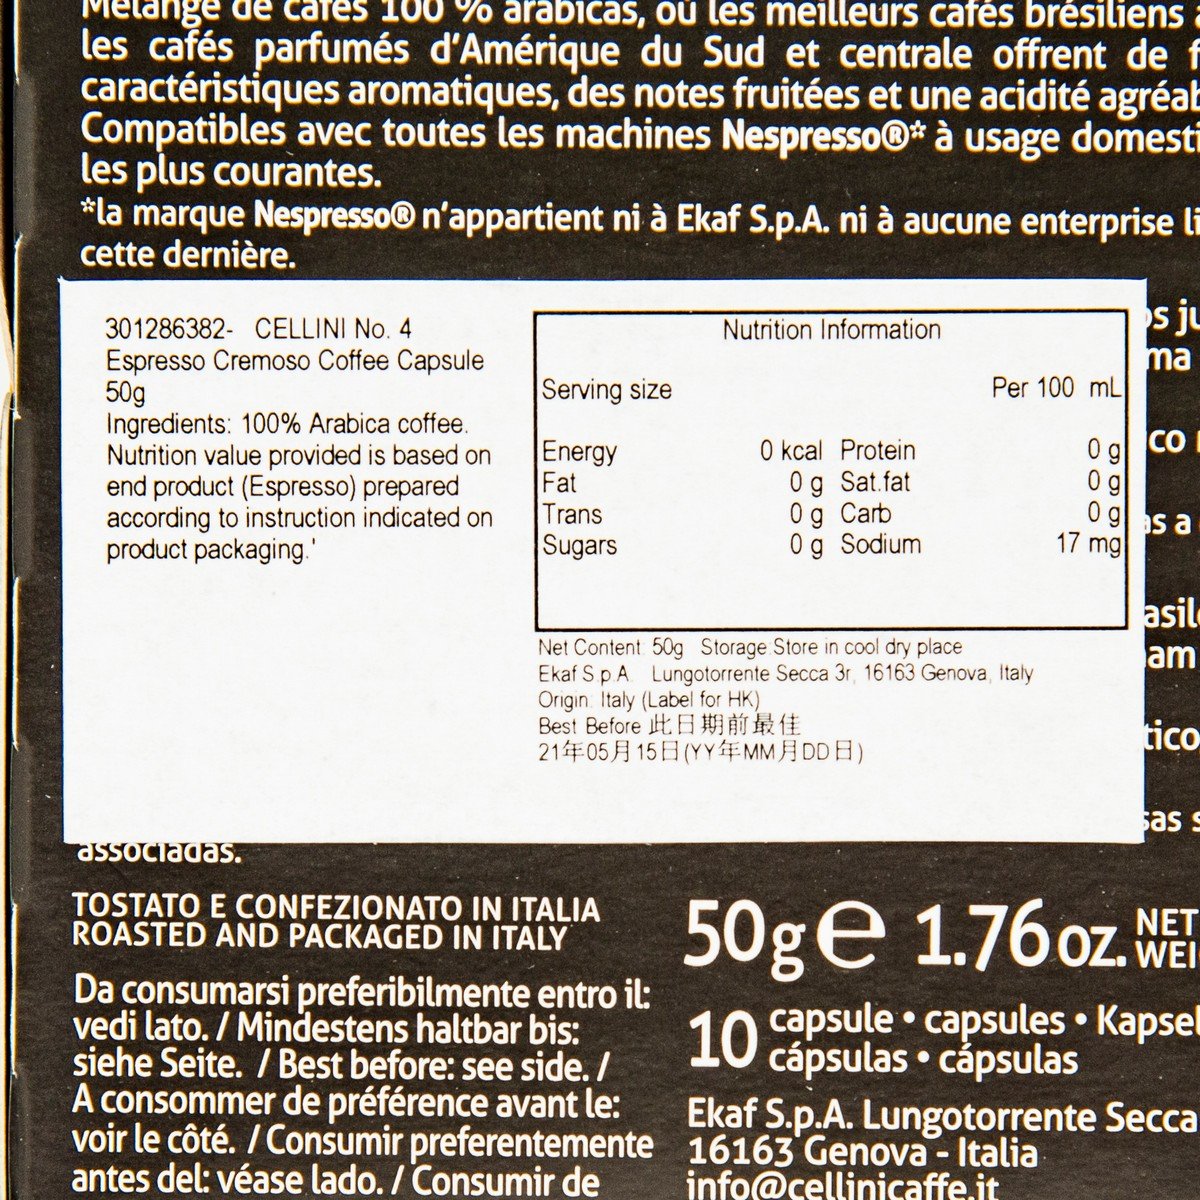 Mélange de cafés 100 % arabicas, où les meilleurs cafés brésiliens
les cafés parfumés d'Amérique du Sud et centrale offrent de
caractéristiques aromatiques, des notes fruitées et une acidité
Compatibles avec toutes les machines Nespresso®* à usage
les plus courantes.
*la marque Nespresso® n'appartient ni à Ekaf S.p.A. ni à aucune enterprise
cette dernière.
301286382- CELLINI No. 4
Espresso Cremoso Coffee Capsule
50g
Ingredients: 100% Arabica coffee.
Nutrition value provided is based on
end product (Espresso) prepared
according to instruction indicated on
product packaging.'
Nutrition Information
Serving size Per 100 mL
Energy 0 kcal Protein 0 g
Fat 0 g Sat.fat 0 g
Trans 0 g Carb 0 g
Sugars 0 g Sodium 17 mg
Net Content: 50g Storage:Store in cool dry place
Ekaf S.p.A. Lungotorrente Secca 3r, 16163 Genova, Italy
Origin: Italy (Label for HK)
Best Before 此日期前最佳
21年05月15日(YY年MM月DD日)
associadas.
TOSTATO E CONFEZIONATO IN ITALIA
ROASTED AND PACKAGED IN ITALY
50g e 1.76 oz. NET
10 capsule • capsules •
cápsulas • cápsulas
Da consumarsi preferibilmente entro il:
vedi lato. / Mindestens haltbar bis:
siehe Seite. / Best before: see side. /
A consommer de préférence avant le:
voir le côté. / Consumir preferentemente
antes del: véase lado. / Consumir de
Ekaf S.p.A. Lungotorrente Secca
16163 Genova - Italia
info@cellinicaffe.it